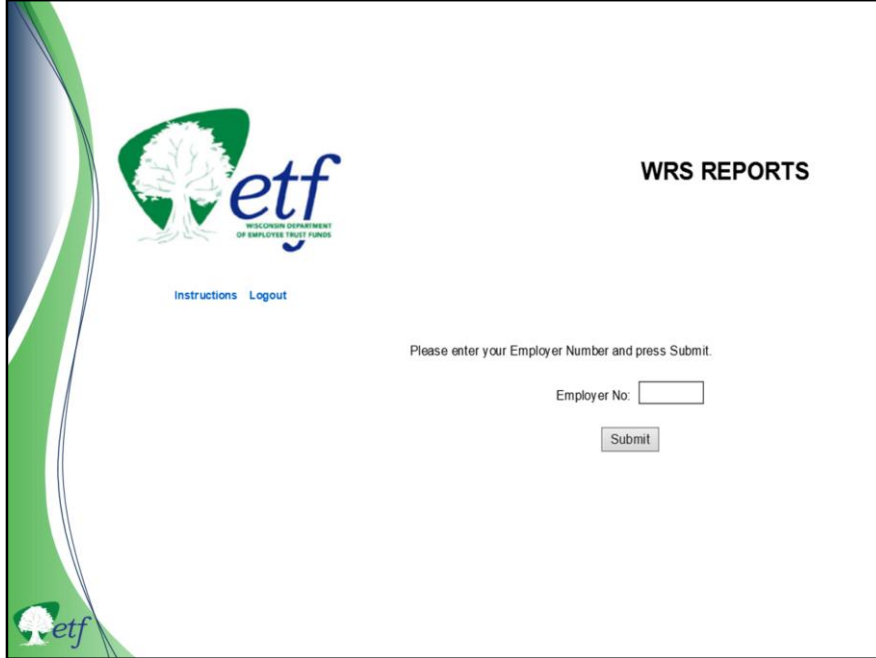 etf
WISCONSIN DEPARTMENT
OF EMPLOYEE TRUST FUNDS
WRS REPORTS
Instructions Logout
Please enter your Employer Number and press Submit.
Employer No:
Submit
etf